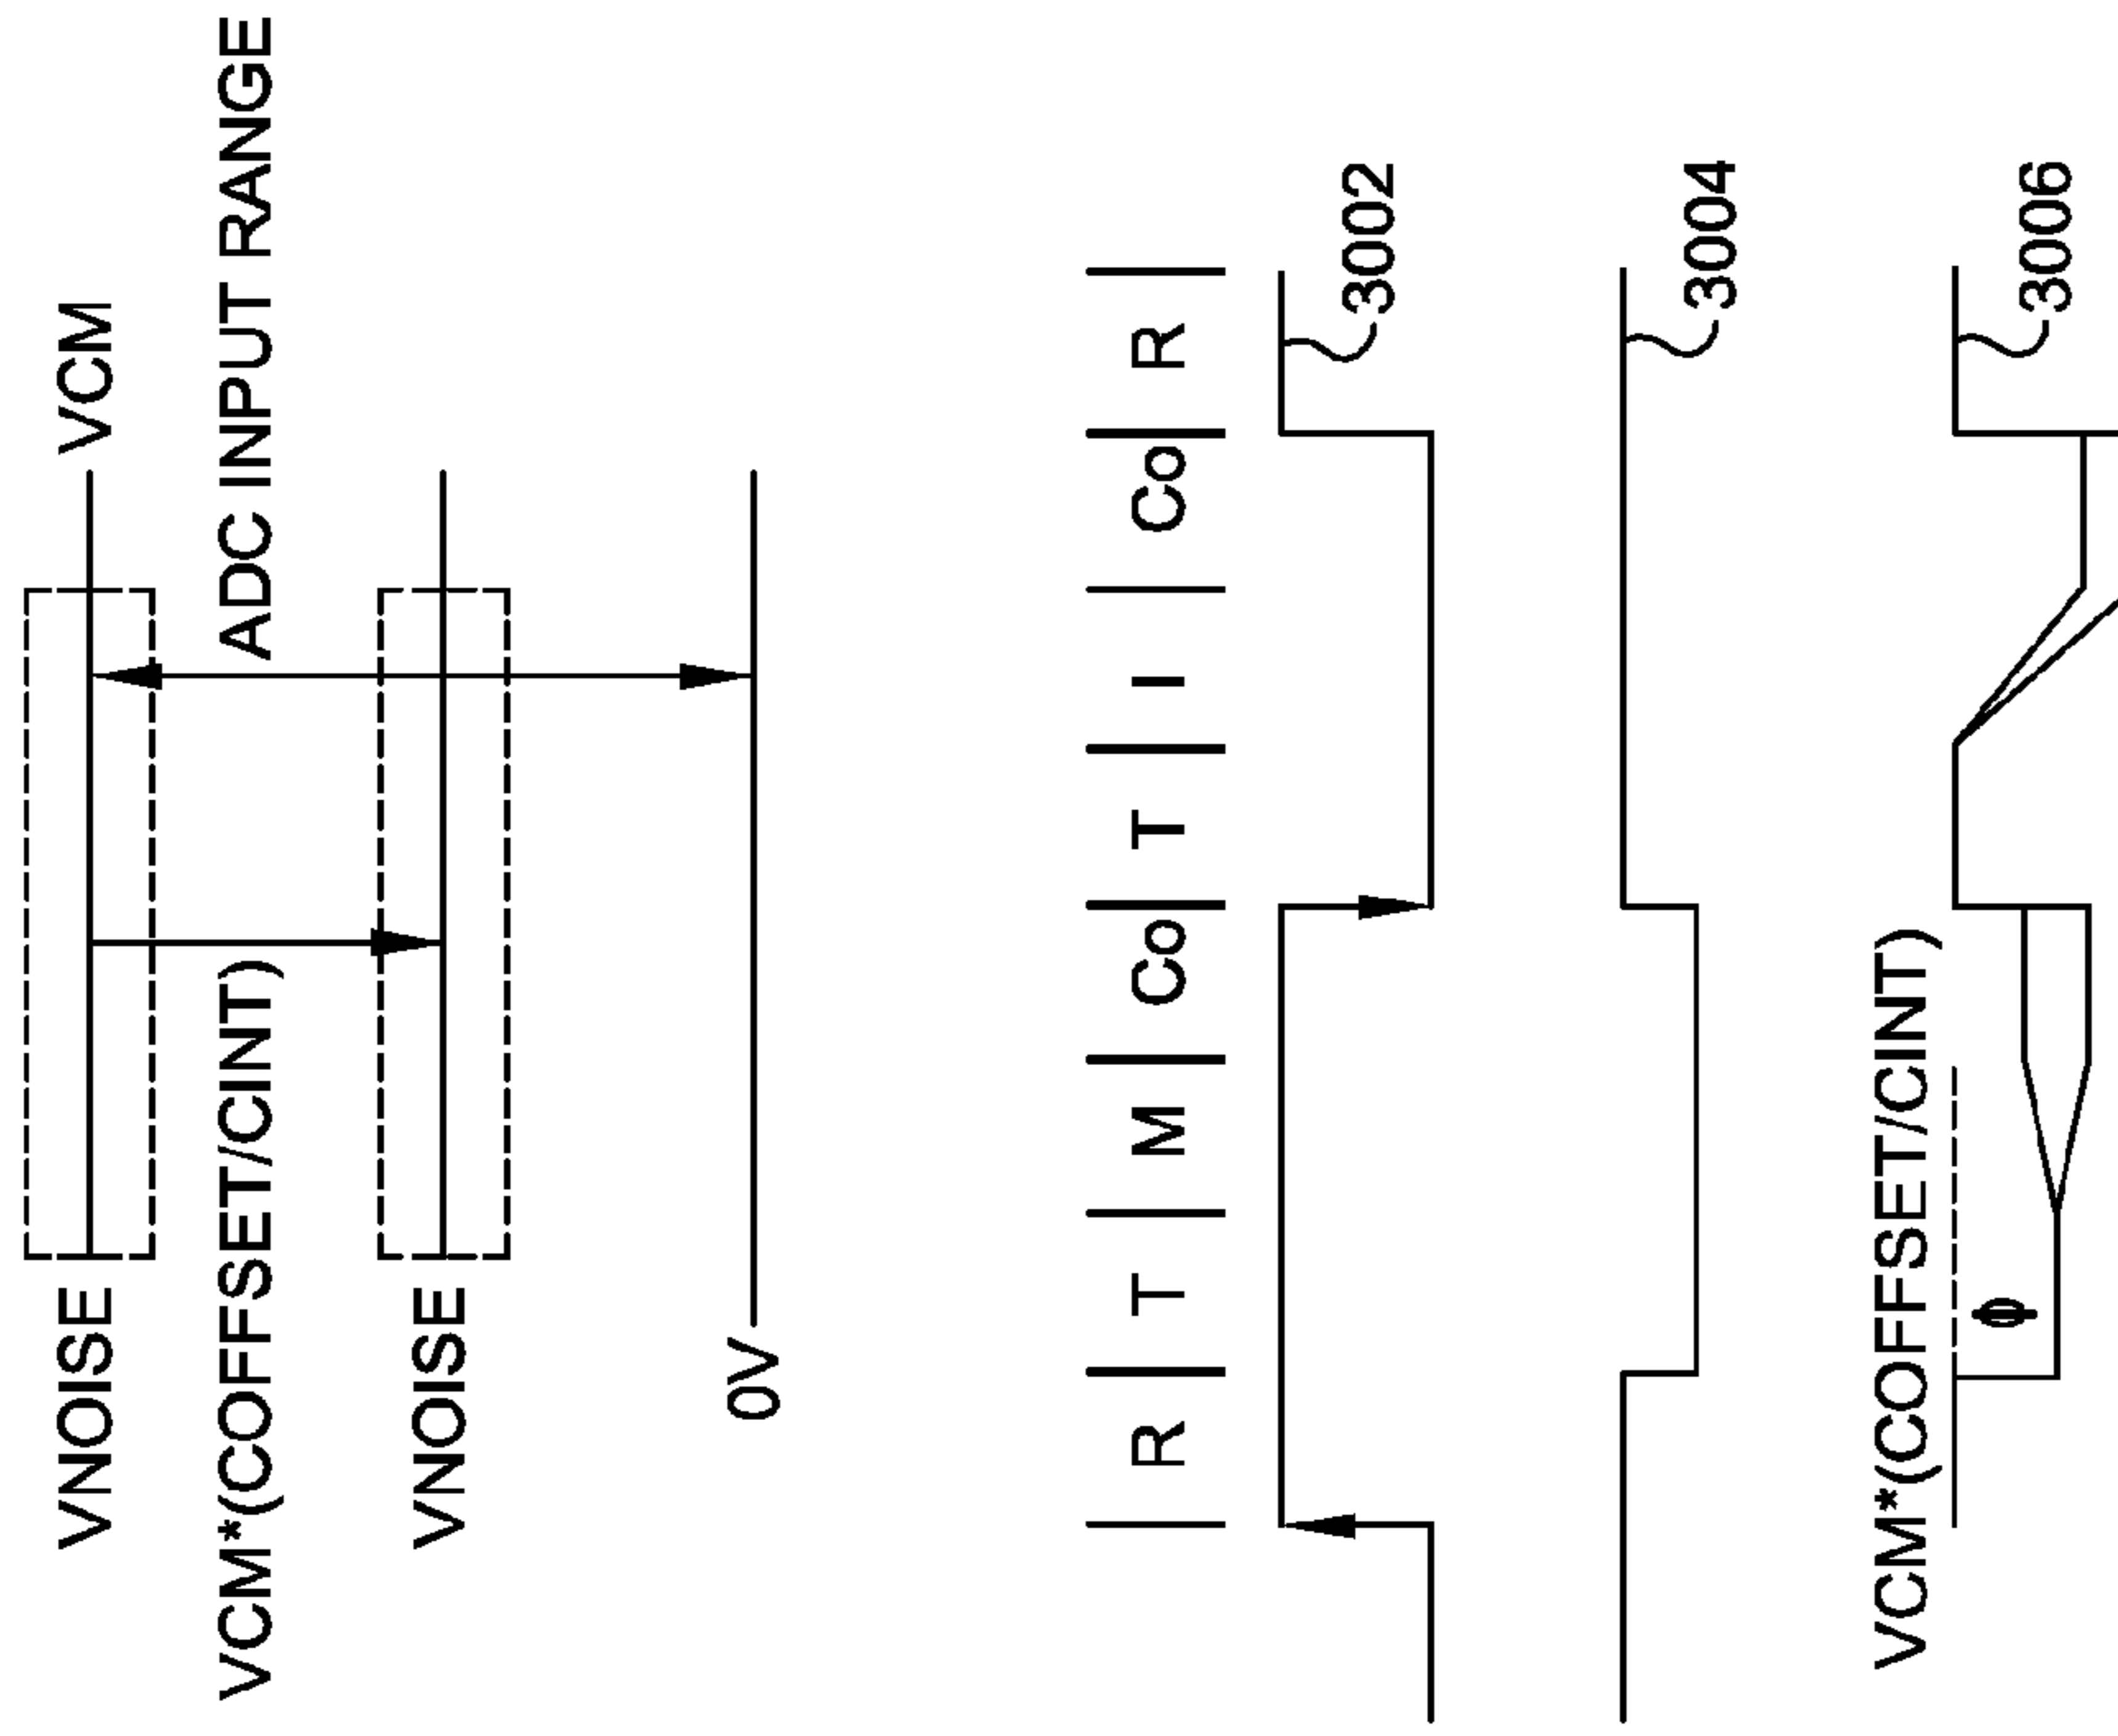 VNOISE VCM
VCM*(COFFSET/CINT) ADC INPUT RANGE
VNOISE
0V
R T M Co T I Co R
3002
3004
VCM*(COFFSET/CINT)
ϕ
3006